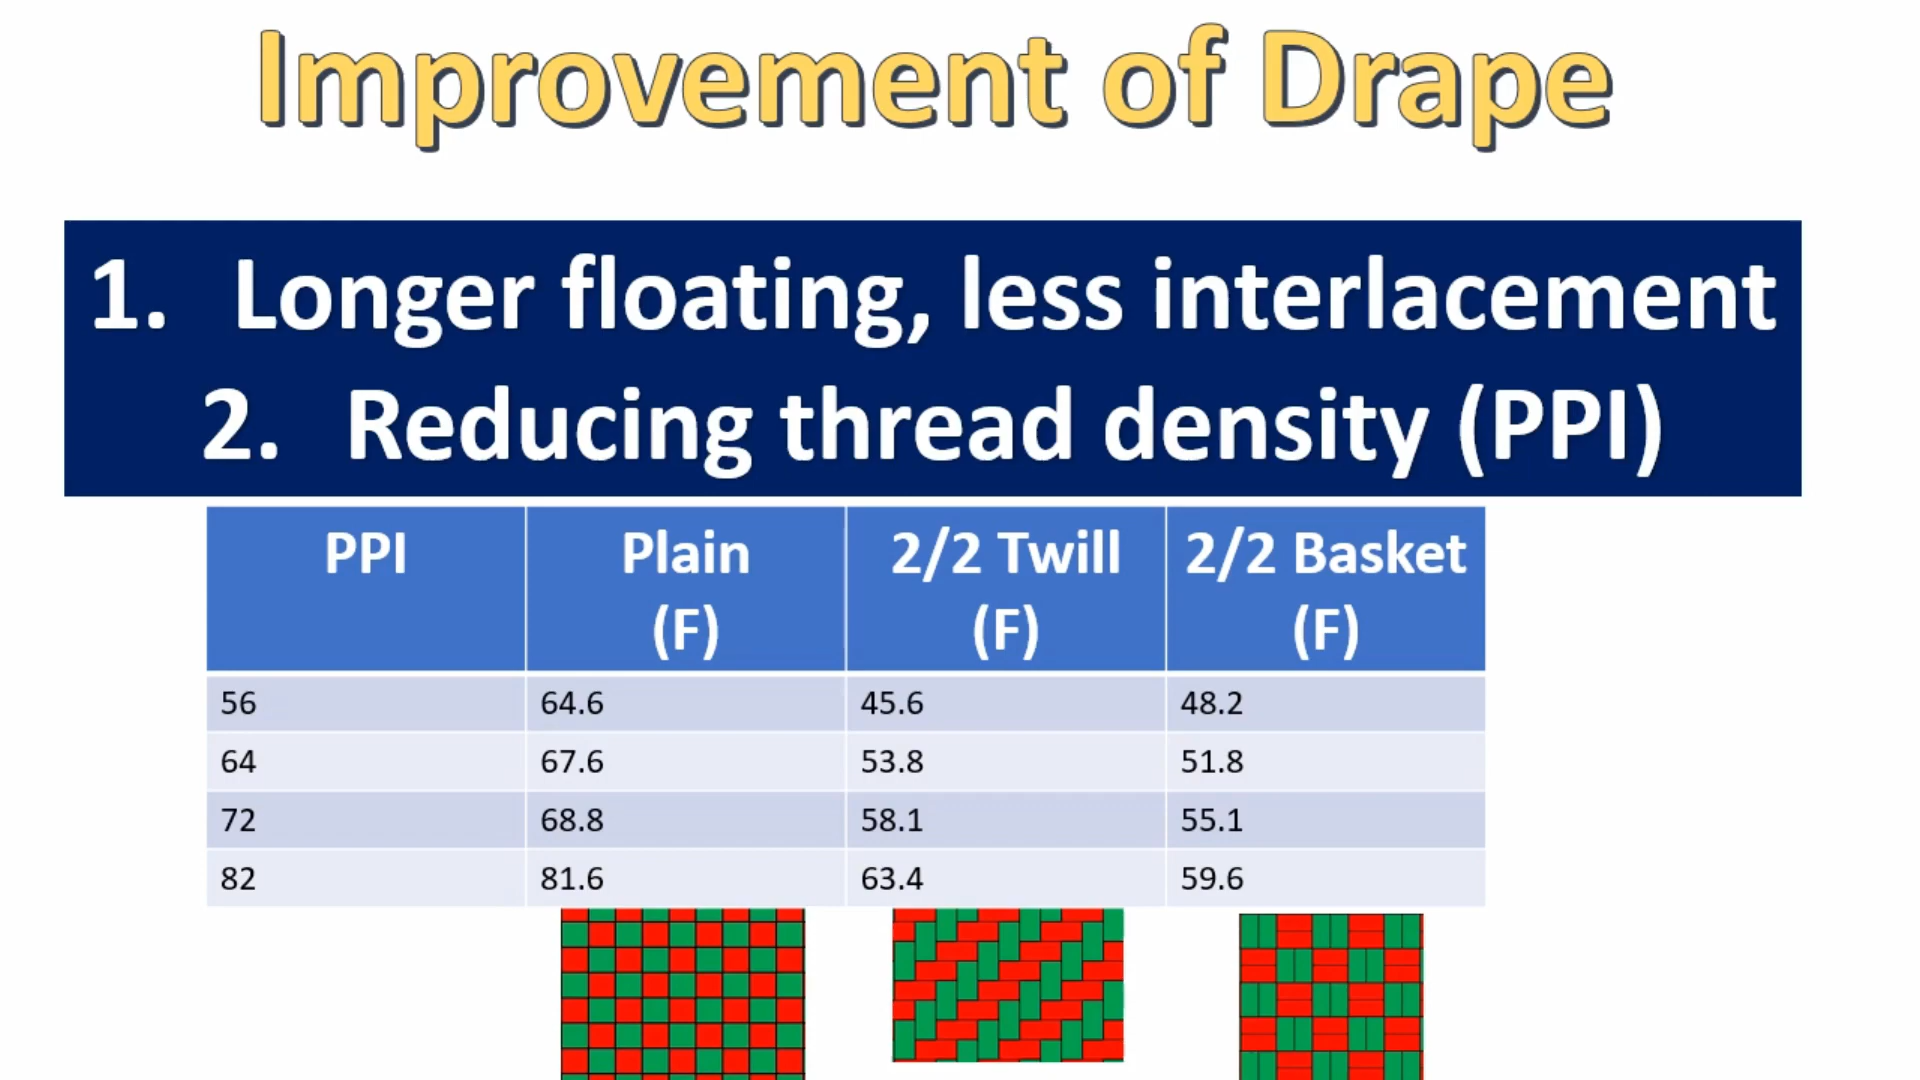 Improvement of Drape
1. Longer floating, less interlacement
2. Reducing thread density (PPI)
PPI Plain (F) 2/2 Twill (F) 2/2 Basket (F)
56 64.6 45.6 48.2
64 67.6 53.8 51.8
72 68.8 58.1 55.1
82 81.6 63.4 59.6